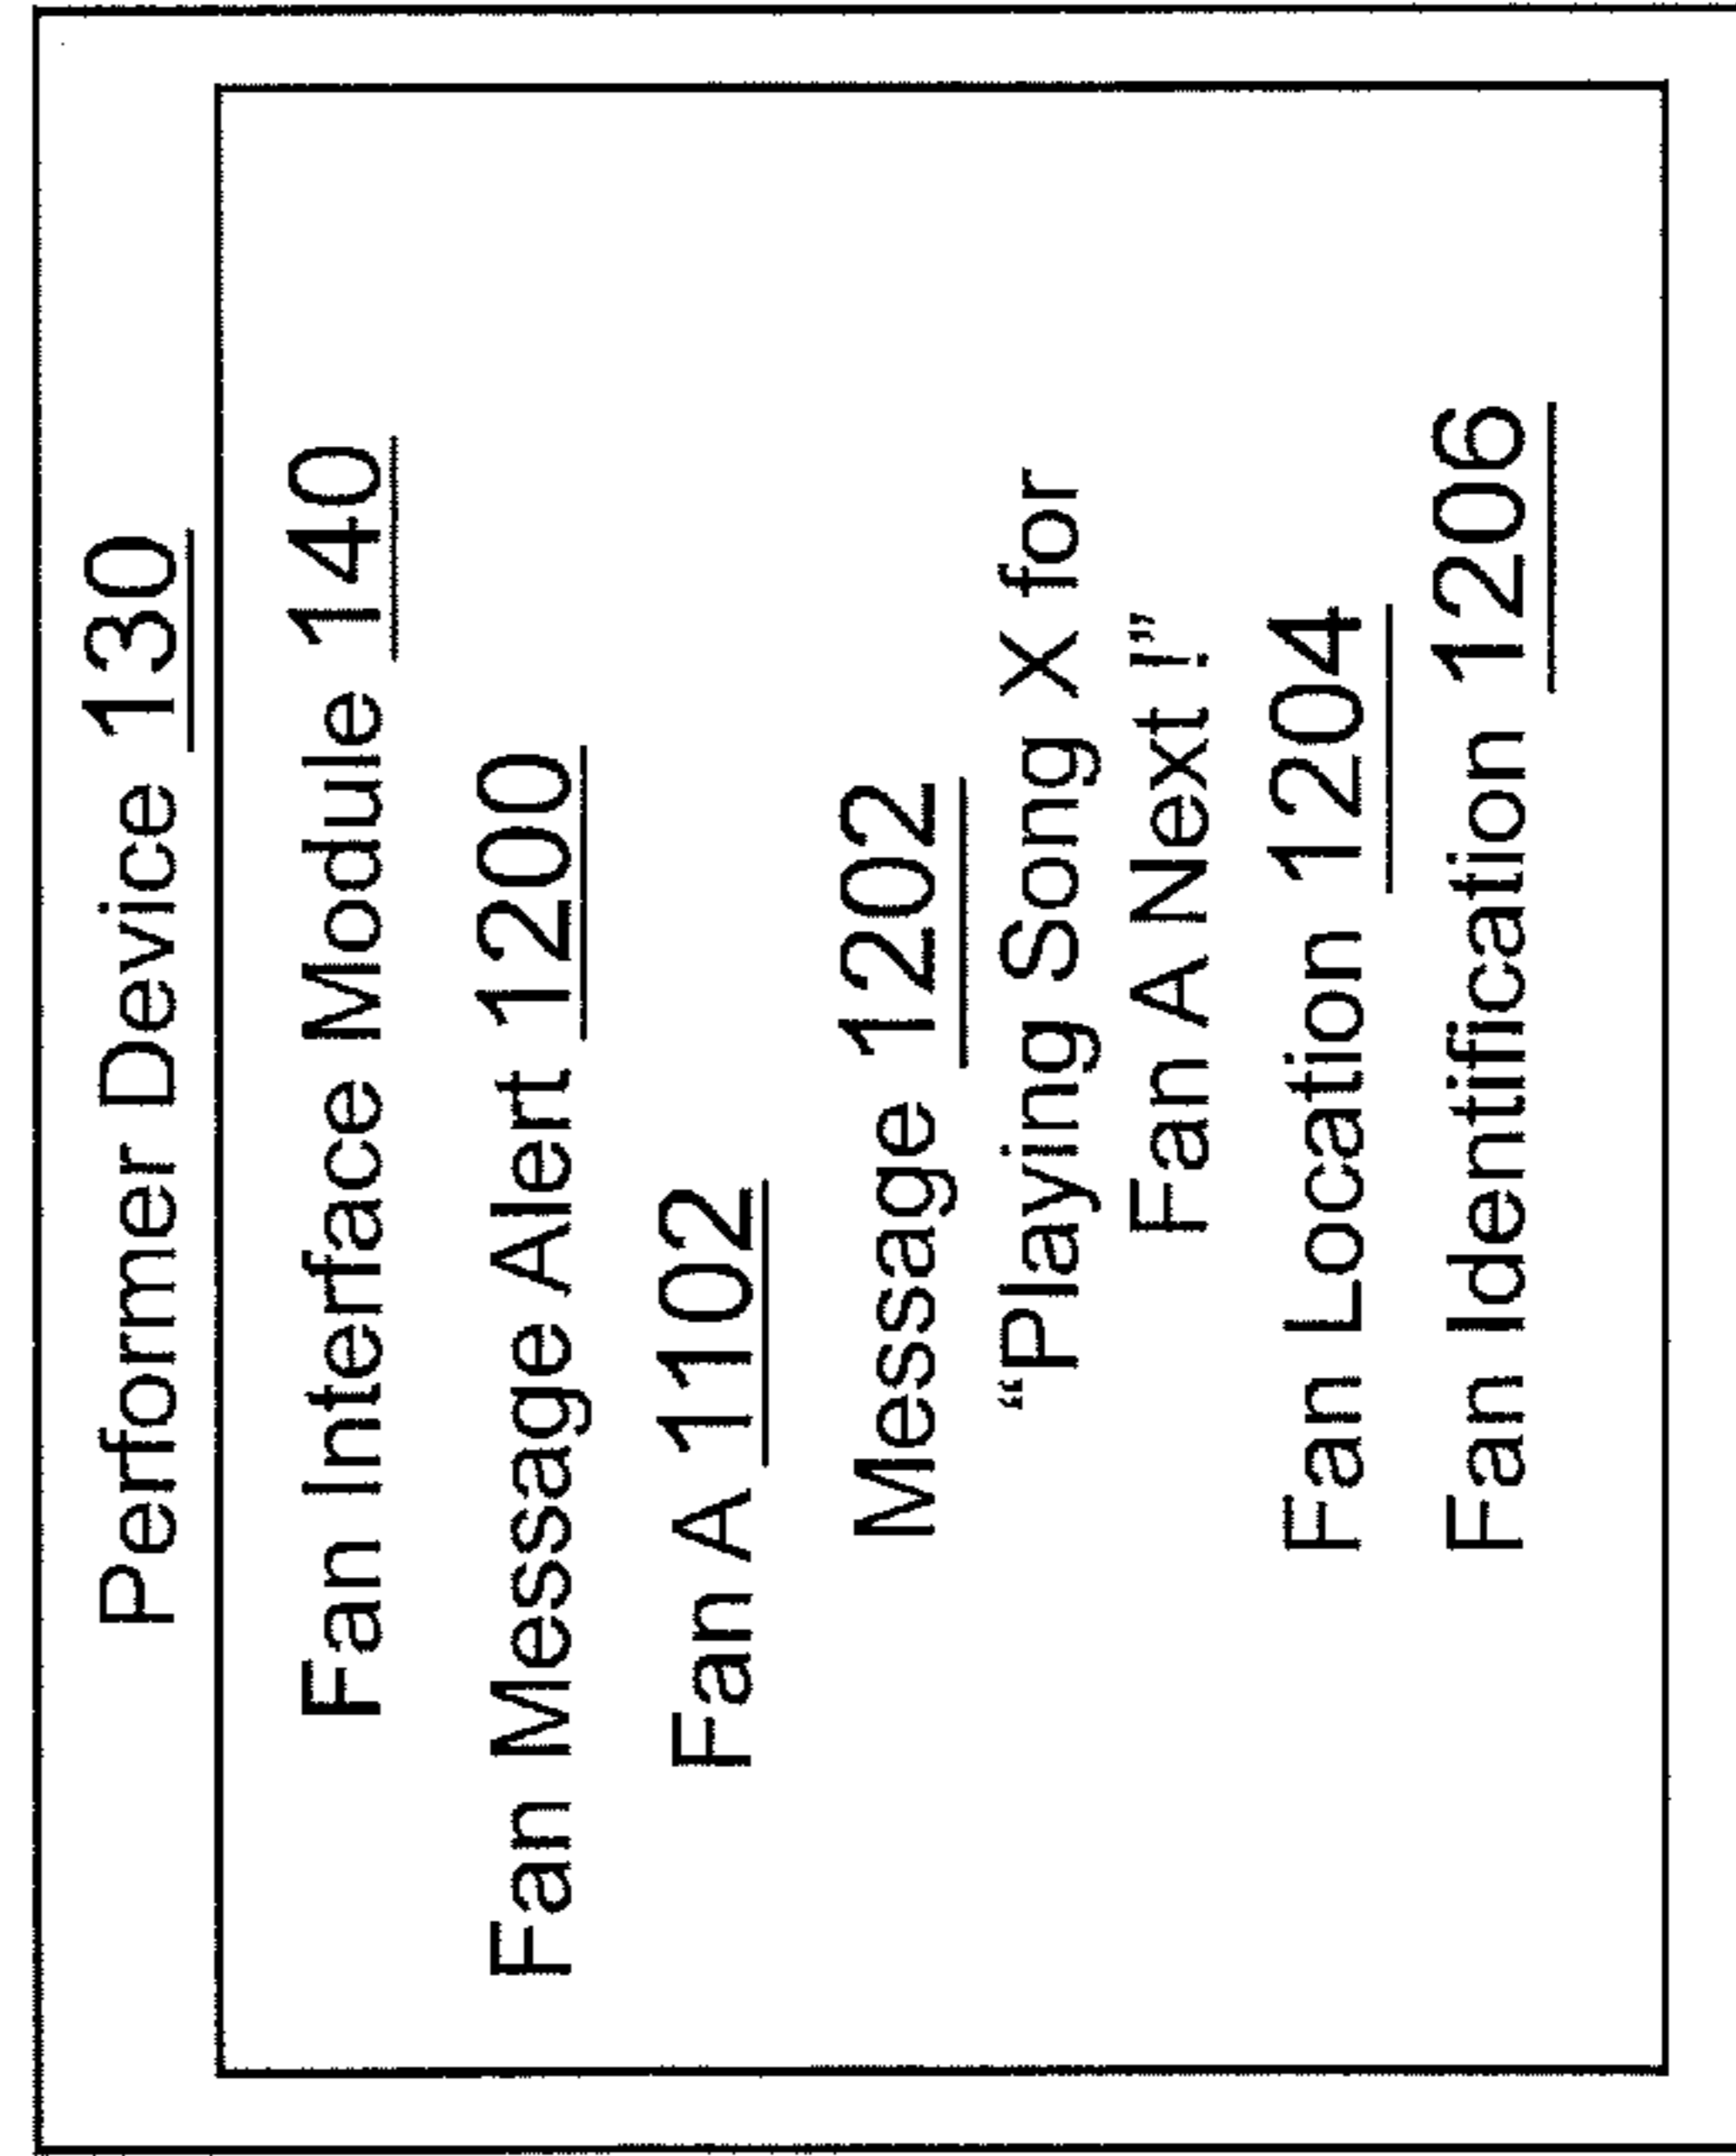 Performer Device 130
Fan Interface Module 140
Fan Message Alert 1200
Fan A 1102
Message 1202
“Playing Song X for
Fan A Next !”
Fan Location 1204
Fan Identification 1206